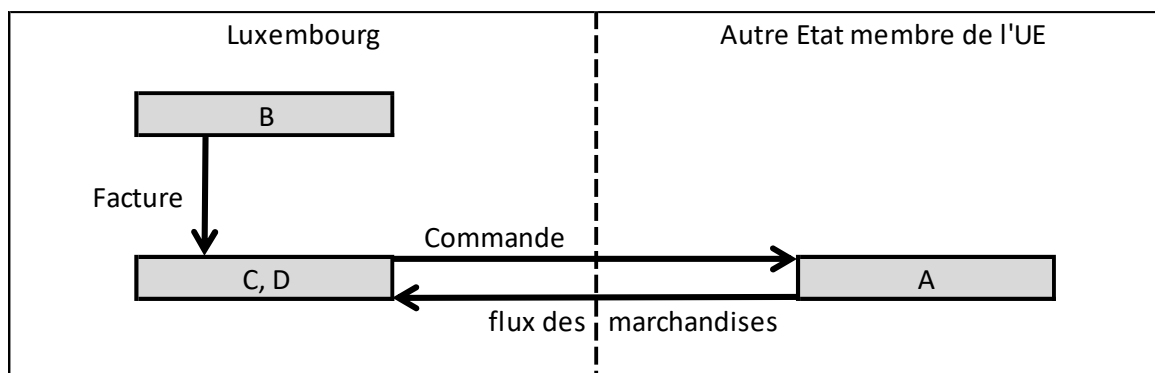 Luxembourg
Autre Etat membre de l'UE
B
Facture
Commande
C, D
A
flux des marchandises